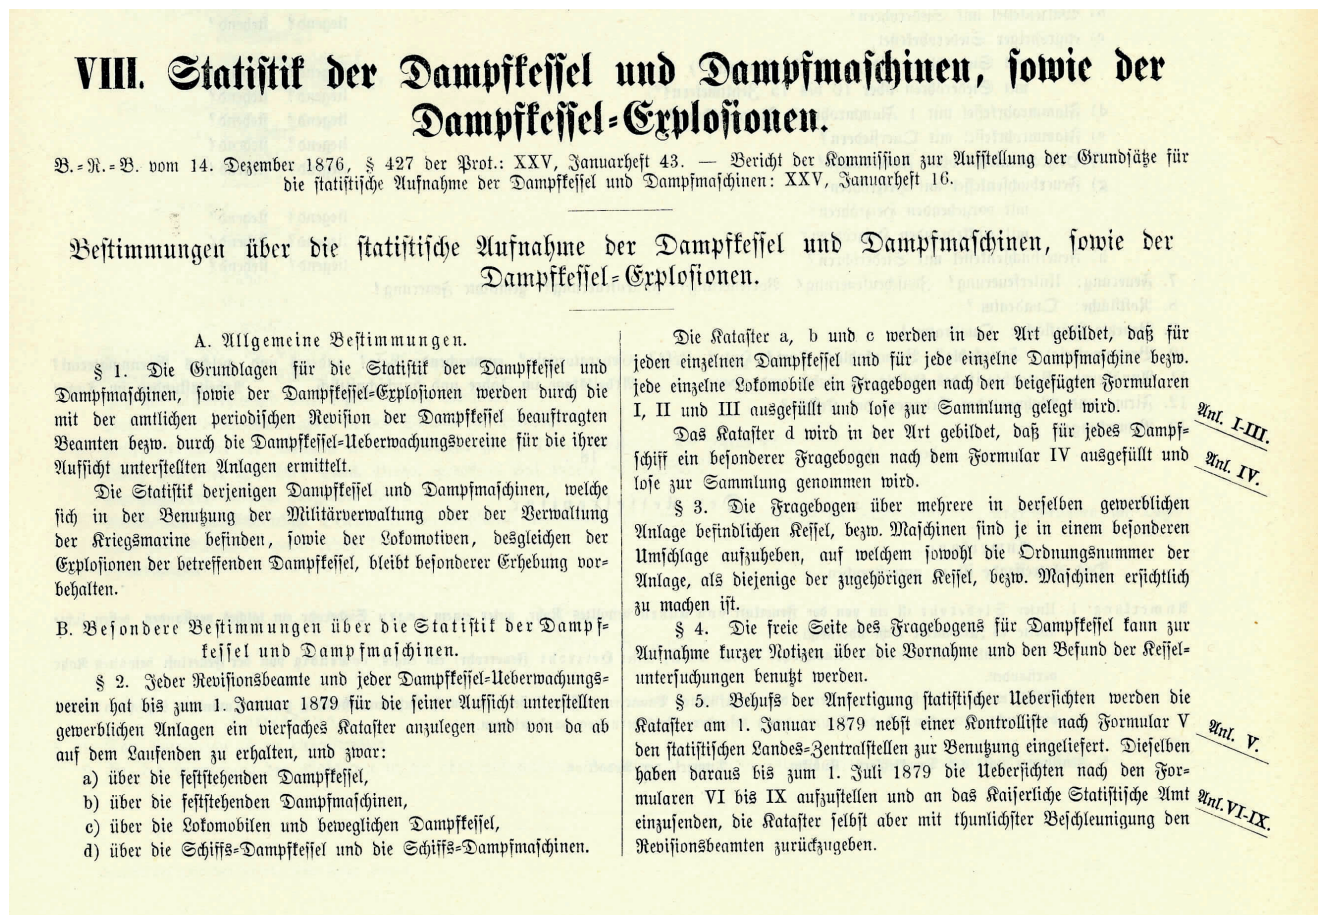 VIII. Statistik der Dampfkessel und Dampfmaschinen, sowie der
Dampfkessel=Explosionen.
B.=R.=B. vom 14. Dezember 1876, § 427 der Prot.: XXV, Januarheft 43. — Bericht der Kommission zur Aufstellung der Grundsätze für
die statistische Aufnahme der Dampfkessel und Dampfmaschinen: XXV, Januarheft 16.
Bestimmungen über die statistische Aufnahme der Dampfkessel und Dampfmaschinen, sowie der
Dampfkessel=Explosionen.
A. Allgemeine Bestimmungen.
§ 1. Die Grundlagen für die Statistik der Dampfkessel und
Dampfmaschinen, sowie der Dampfkessel=Explosionen werden durch die
mit der amtlichen periodischen Revision der Dampfkessel beauftragten
Beamten bezw. durch die Dampfkessel=Ueberwachungsvereine für die ihrer
Aufsicht unterstellten Anlagen ermittelt.
Die Statistik derjenigen Dampfkessel und Dampfmaschinen, welche
sich in der Benutzung der Militärverwaltung oder der Verwaltung
der Kriegsmarine befinden, sowie der Lokomotiven, desgleichen der
Explosionen der betreffenden Dampfkessel, bleibt besonderer Erhebung vor=
behalten.
B. Besondere Bestimmungen über die Statistik der Dampf=
kessel und Dampfmaschinen.
§ 2. Jeder Revisionsbeamte und jeder Dampfkessel=Ueberwachungs=
verein hat bis zum 1. Januar 1879 für die seiner Aufsicht unterstellten
gewerblichen Anlagen ein vierfaches Kataster anzulegen und von da ab
auf dem Laufenden zu erhalten, und zwar:
a) über die feststehenden Dampfkessel,
b) über die feststehenden Dampfmaschinen,
c) über die Lokomobilen und beweglichen Dampfkessel,
d) über die Schiffs=Dampfkessel und die Schiffs=Dampfmaschinen.
Die Kataster a, b und c werden in der Art gebildet, daß für
jeden einzelnen Dampfkessel und für jede einzelne Dampfmaschine bezw.
jede einzelne Lokomobile ein Fragebogen nach den beigefügten Formularen
I, II und III ausgefüllt und lose zur Sammlung gelegt wird.
Anl. I-III.
Das Kataster d wird in der Art gebildet, daß für jedes Dampf=
schiff ein besonderer Fragebogen nach dem Formular IV ausgefüllt und
Anl. IV.
lose zur Sammlung genommen wird.
§ 3. Die Fragebogen über mehrere in derselben gewerblichen
Anlage befindlichen Kessel, bezw. Maschinen sind je in einem besonderen
Umschlage aufzuheben, auf welchem sowohl die Ordnungsnummer der
Anlage, als diejenige der zugehörigen Kessel, bezw. Maschinen ersichtlich
zu machen ist.
§ 4. Die freie Seite des Fragebogens für Dampfkessel kann zur
Aufnahme kurzer Notizen über die Vornahme und den Befund der Kessel=
untersuchungen benutzt werden.
§ 5. Behufs der Anfertigung statistischer Uebersichten werden die
Kataster am 1. Januar 1879 nebst einer Kontrolliste nach Formular V
Anl. V.
den statistischen Landes=Zentralstellen zur Benutzung eingeliefert. Dieselben
haben daraus bis zum 1. Juli 1879 die Uebersichten nach den For=
mularen VI bis IX aufzustellen und an das Kaiserliche Statistische Amt
Anl. VI-IX.
einzusenden, die Kataster selbst aber mit thunlichster Beschleunigung den
Revisionsbeamten zurückzugeben.